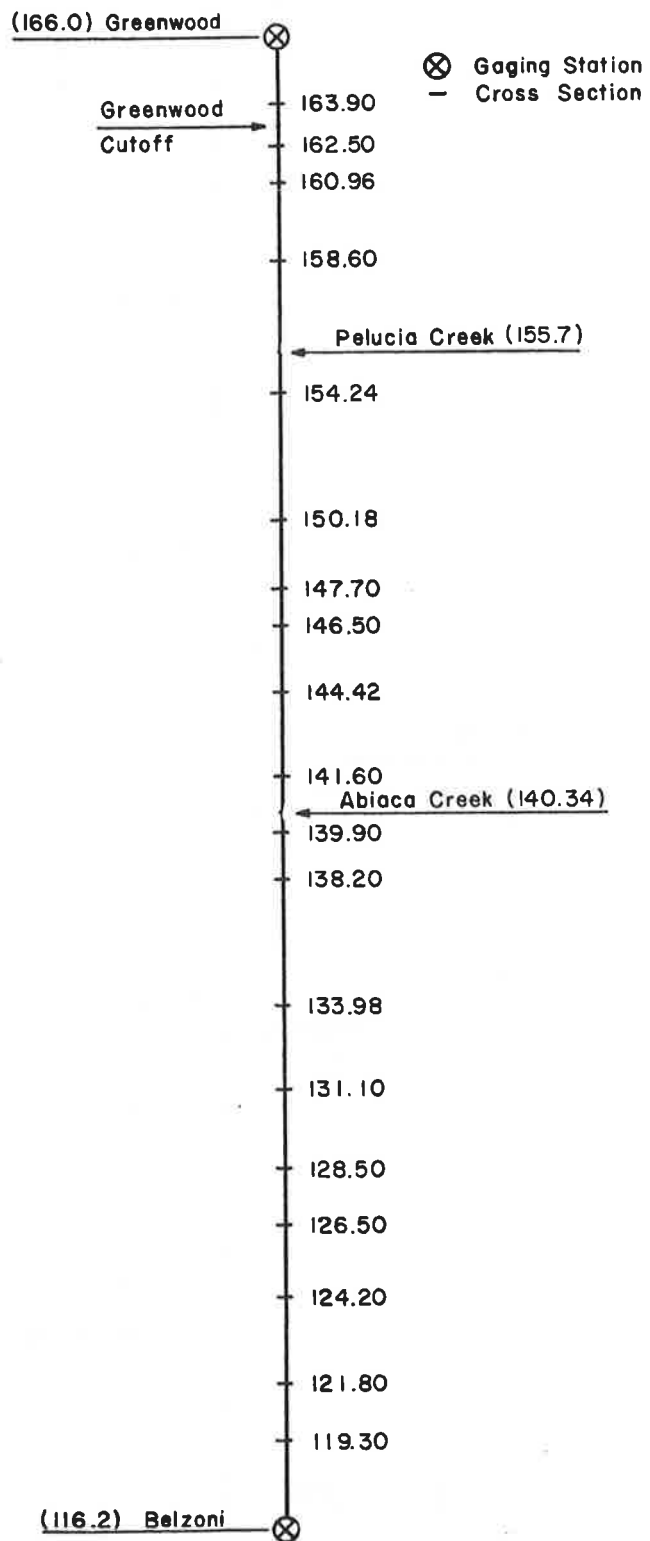 (166.0) Greenwood
⊗ Gaging Station
− Cross Section
163.90
Greenwood
Cutoff
162.50
160.96
158.60
Pelucia Creek (155.7)
154.24
150.18
147.70
146.50
144.42
141.60
Abiaca Creek (140.34)
139.90
138.20
133.98
131.10
128.50
126.50
124.20
121.80
119.30
(116.2) Belzoni